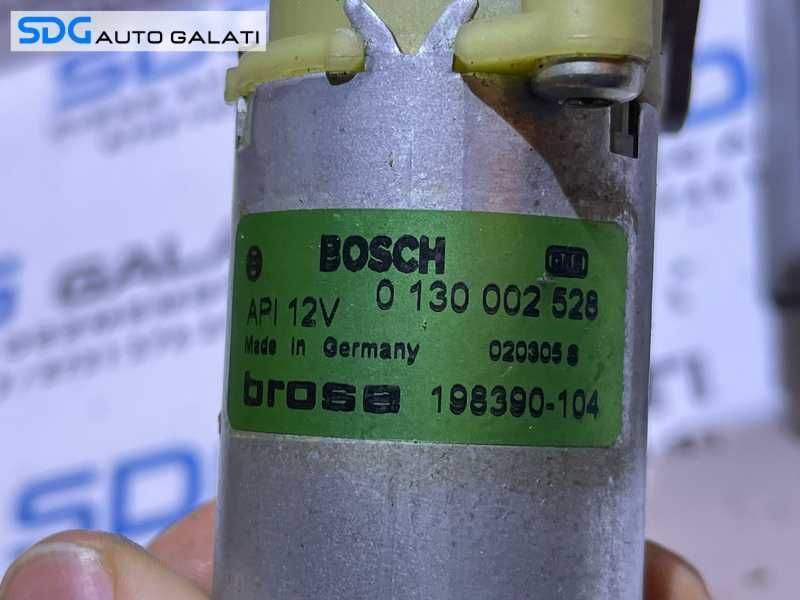 SDG AUTO GALATI
BOSCH
API 12V 0 130 002 528
Made in Germany 020305 S
brose 198390-104